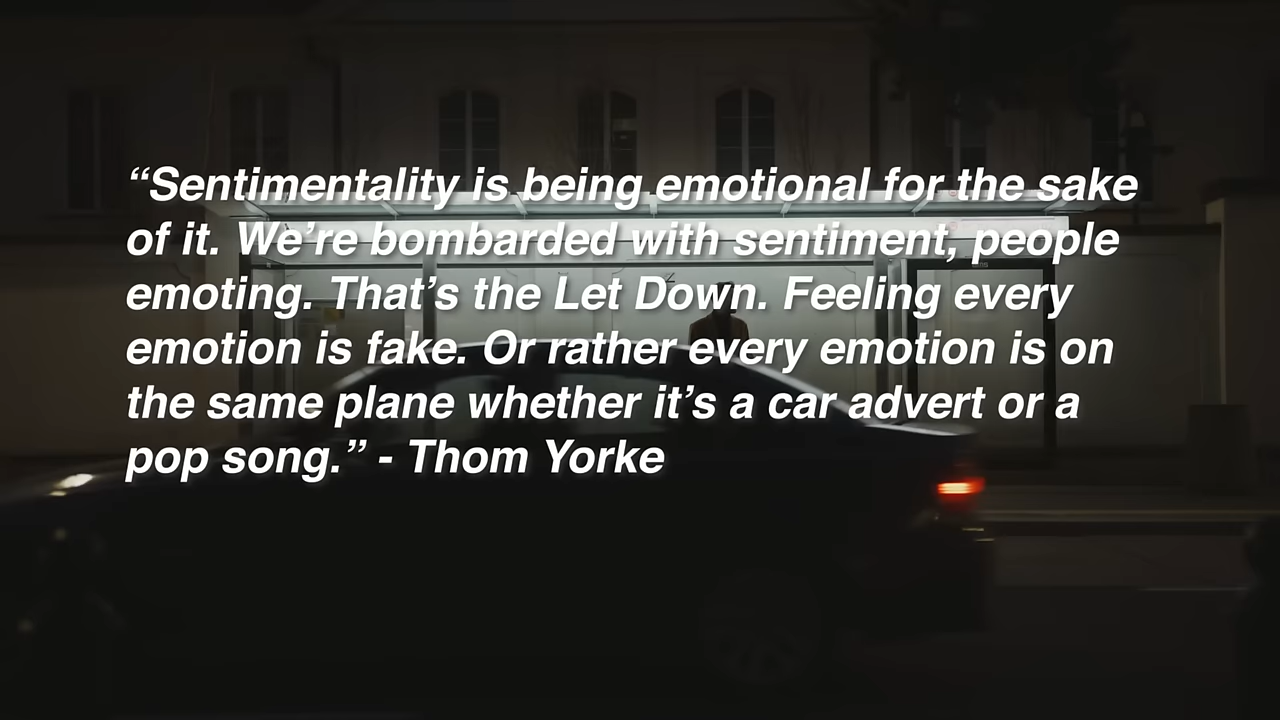 “Sentimentality is being emotional for the sake
of it. We’re bombarded with sentiment, people
emoting. That’s the Let Down. Feeling every
emotion is fake. Or rather every emotion is on
the same plane whether it’s a car advert or a
pop song.” - Thom Yorke